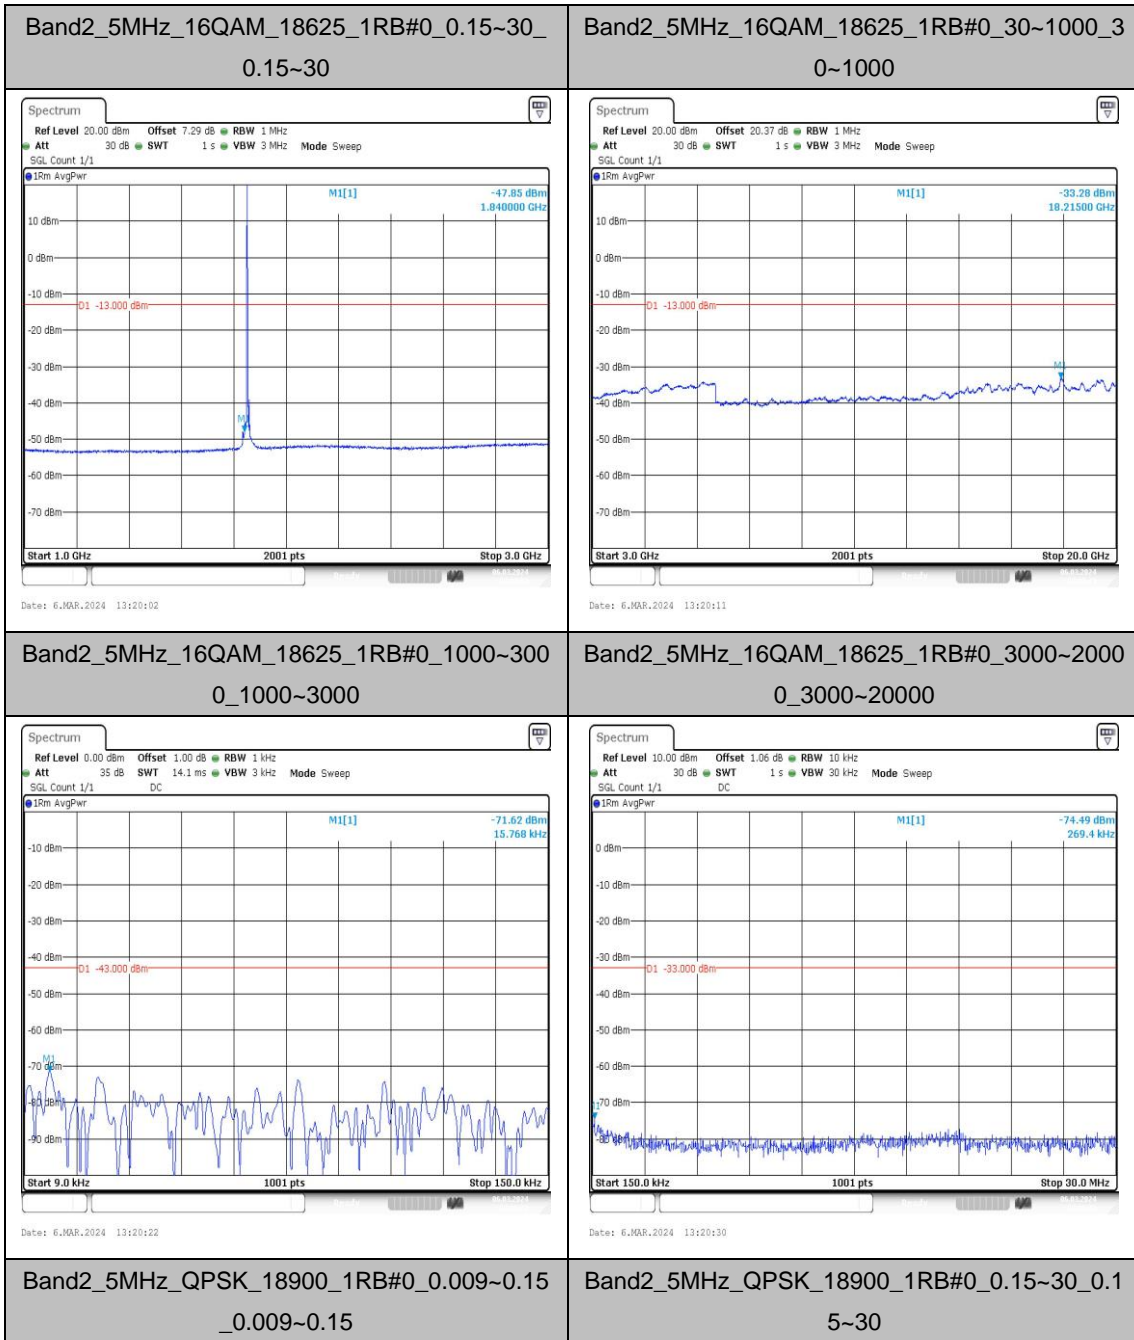 Band2_5MHz_16QAM_18625_1RB#0_0.15~30_
0.15~30
Band2_5MHz_16QAM_18625_1RB#0_30~1000_3
0~1000
Spectrum
Ref Level 20.00 dBm Offset 7.29 dB RBW 1 MHz
Att 30 dB SWT 1 s VBW 3 MHz Mode Sweep
SGL Count 1/1
1Rm AvgPwr
M1[1] -47.85 dBm
1.840000 GHz
10 dBm
0 dBm
-10 dBm
D1 -13.000 dBm
-20 dBm
-30 dBm
-40 dBm
-50 dBm
-60 dBm
-70 dBm
Start 1.0 GHz 2001 pts Stop 3.0 GHz
Date: 6.MAR.2024 13:20:02
Spectrum
Ref Level 20.00 dBm Offset 20.37 dB RBW 1 MHz
Att 30 dB SWT 1 s VBW 3 MHz Mode Sweep
SGL Count 1/1
1Rm AvgPwr
M1[1] -33.28 dBm
18.21500 GHz
10 dBm
0 dBm
-10 dBm
D1 -13.000 dBm
-20 dBm
-30 dBm
M1
-40 dBm
-50 dBm
-60 dBm
-70 dBm
Start 3.0 GHz 2001 pts Stop 20.0 GHz
Date: 6.MAR.2024 13:20:11
Band2_5MHz_16QAM_18625_1RB#0_1000~300
0_1000~3000
Band2_5MHz_16QAM_18625_1RB#0_3000~2000
0_3000~20000
Spectrum
Ref Level 0.00 dBm Offset 1.00 dB RBW 1 kHz
Att 35 dB SWT 14.1 ms VBW 3 kHz Mode Sweep
SGL Count 1/1 DC
1Rm AvgPwr
M1[1] -71.62 dBm
15.768 kHz
-10 dBm
-20 dBm
-30 dBm
-40 dBm
D1 -43.000 dBm
-50 dBm
-60 dBm
M1
-70 dBm
-80 dBm
-90 dBm
Start 9.0 kHz 1001 pts Stop 150.0 kHz
Date: 6.MAR.2024 13:20:22
Spectrum
Ref Level 10.00 dBm Offset 1.06 dB RBW 10 kHz
Att 30 dB SWT 1 s VBW 30 kHz Mode Sweep
SGL Count 1/1 DC
1Rm AvgPwr
M1[1] -74.49 dBm
269.4 kHz
0 dBm
-10 dBm
-20 dBm
-30 dBm
D1 -33.000 dBm
-40 dBm
-50 dBm
-60 dBm
-70 dBm
-80 dBm
Start 150.0 kHz 1001 pts Stop 30.0 MHz
Date: 6.MAR.2024 13:20:30
Band2_5MHz_QPSK_18900_1RB#0_0.009~0.15
_0.009~0.15
Band2_5MHz_QPSK_18900_1RB#0_0.15~30_0.1
5~30